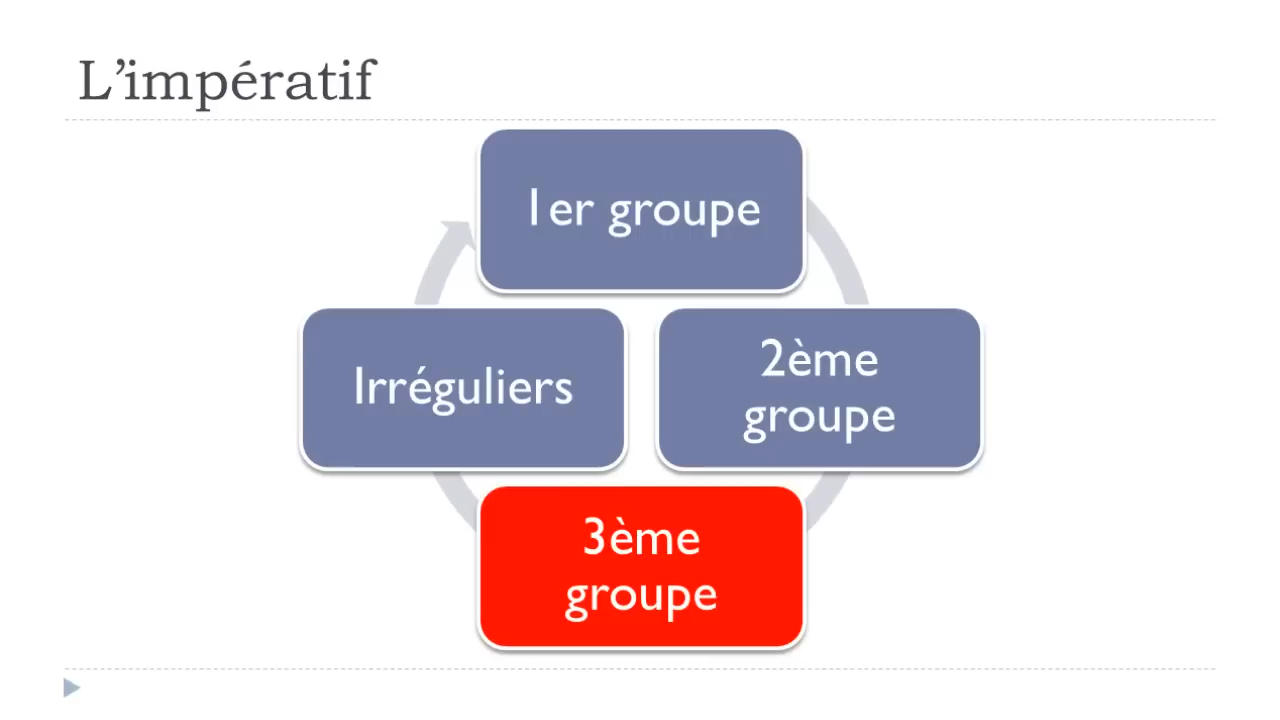 L’impératif
1er groupe
2ème
groupe
3ème
groupe
Irréguliers